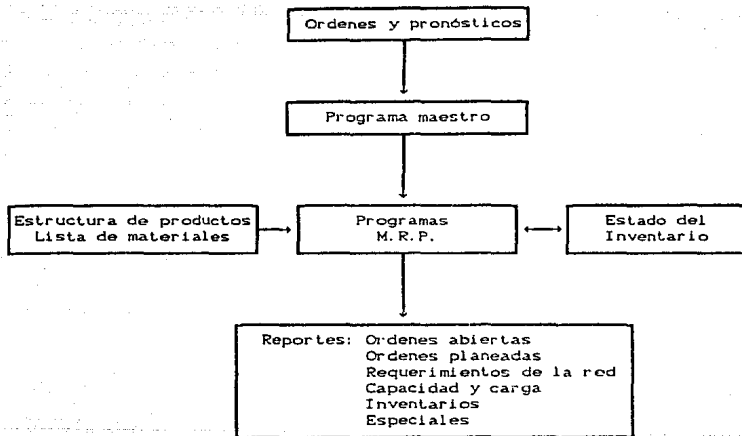 Ordenes y pronósticos
Programa maestro
Estructura de productos
Lista de materiales
Programas
M.R.P.
Estado del
Inventario
Reportes: Ordenes abiertas
Ordenes planeadas
Requerimientos de la red
Capacidad y carga
Inventarios
Especiales